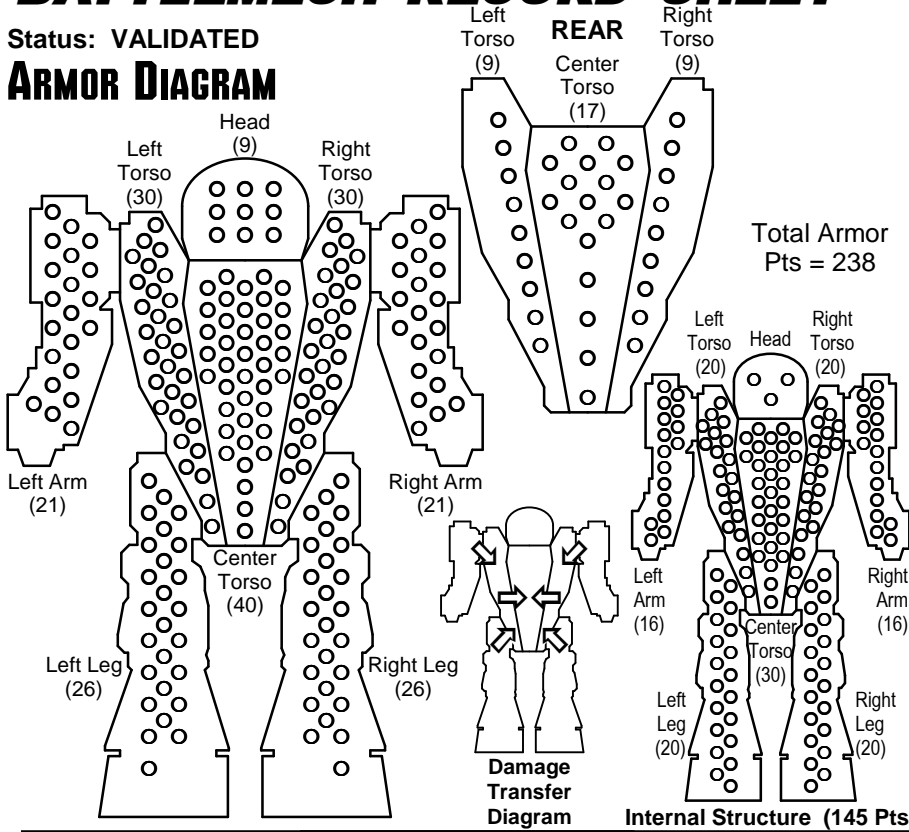 BATTLEMECH RECORD SHEET
Status: VALIDATED
ARMOR DIAGRAM
Left
Torso
(9)
REAR
Center
Torso
(17)
Right
Torso
(9)
Head
(9)
Left
Torso
(30)
Right
Torso
(30)
Total Armor
Pts = 238
Left Arm
(21)
Right Arm
(21)
Center
Torso
(40)
Left Leg
(26)
Right Leg
(26)
Damage
Transfer
Diagram
Left
Torso
(20)
Head
Right
Torso
(20)
Left
Arm
(16)
Right
Arm
(16)
Center
Torso
(30)
Left
Leg
(20)
Right
Leg
(20)
Internal Structure (145 Pts